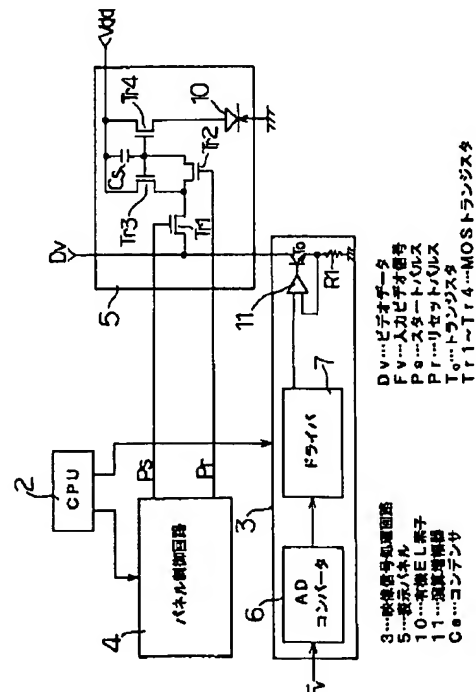 Vdd
Dv
Cs
Tr4
Tr3
Tr1
Tr2
10
5
2
CPU
Ps
Pr
4
パネル制御回路
3
11
To
R1
7
ドライバ
6
AD
コンバータ
Fv
3…映像信号処理回路
5…表示パネル
10…有機EL素子
11…演算増幅器
Cs…コンデンサ
Dv…ビデオデータ
Fv…入力ビデオ信号
Ps…スタートパルス
Pr…リセットパルス
To…トランジスタ
Tr1~Tr4…MOSトランジスタ